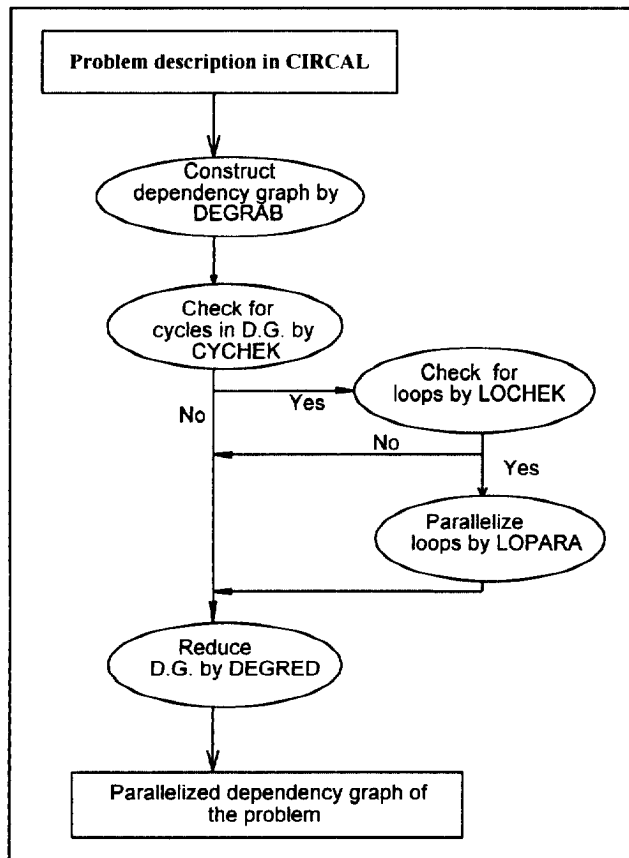 Problem description in CIRCAL
Construct
dependency graph by
DEGRAB
Check for
cycles in D.G. by
CYCHEK
Check for
loops by LOCHEK
Yes
No
No
Yes
Parallelize
loops by LOPARA
Reduce
D.G. by DEGRED
Parallelized dependency graph of
the problem